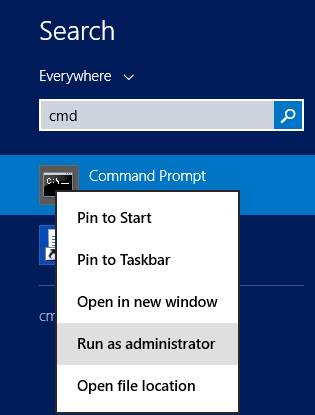 Search
Everywhere
cmd
Command Prompt
Pin to Start
Pin to Taskbar
Open in new window
Run as administrator
Open file location
cm